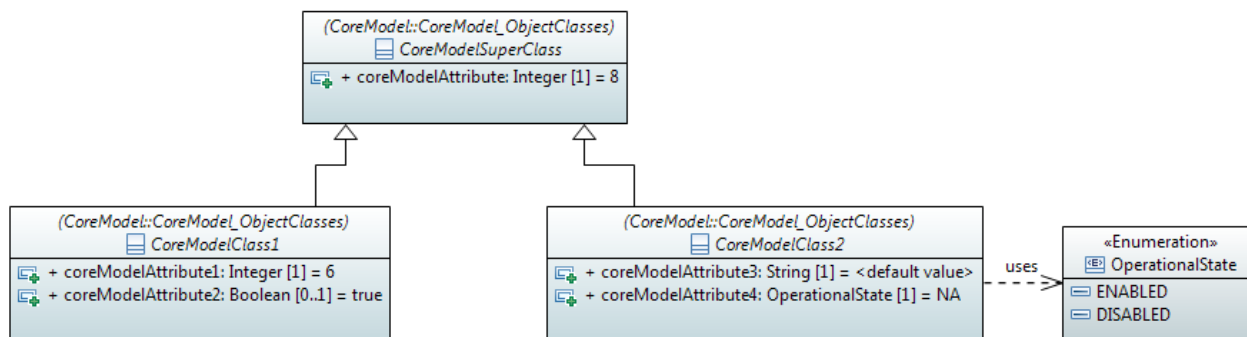 (CoreModel::CoreModel_ObjectClasses)
CoreModelSuperClass
+ coreModelAttribute: Integer [1] = 8
(CoreModel::CoreModel_ObjectClasses)
CoreModelClass1
+ coreModelAttribute1: Integer [1] = 6
+ coreModelAttribute2: Boolean [0..1] = true
(CoreModel::CoreModel_ObjectClasses)
CoreModelClass2
+ coreModelAttribute3: String [1] = <default value>
+ coreModelAttribute4: OperationalState [1] = NA
uses
«Enumeration»
<E> OperationalState
ENABLED
DISABLED